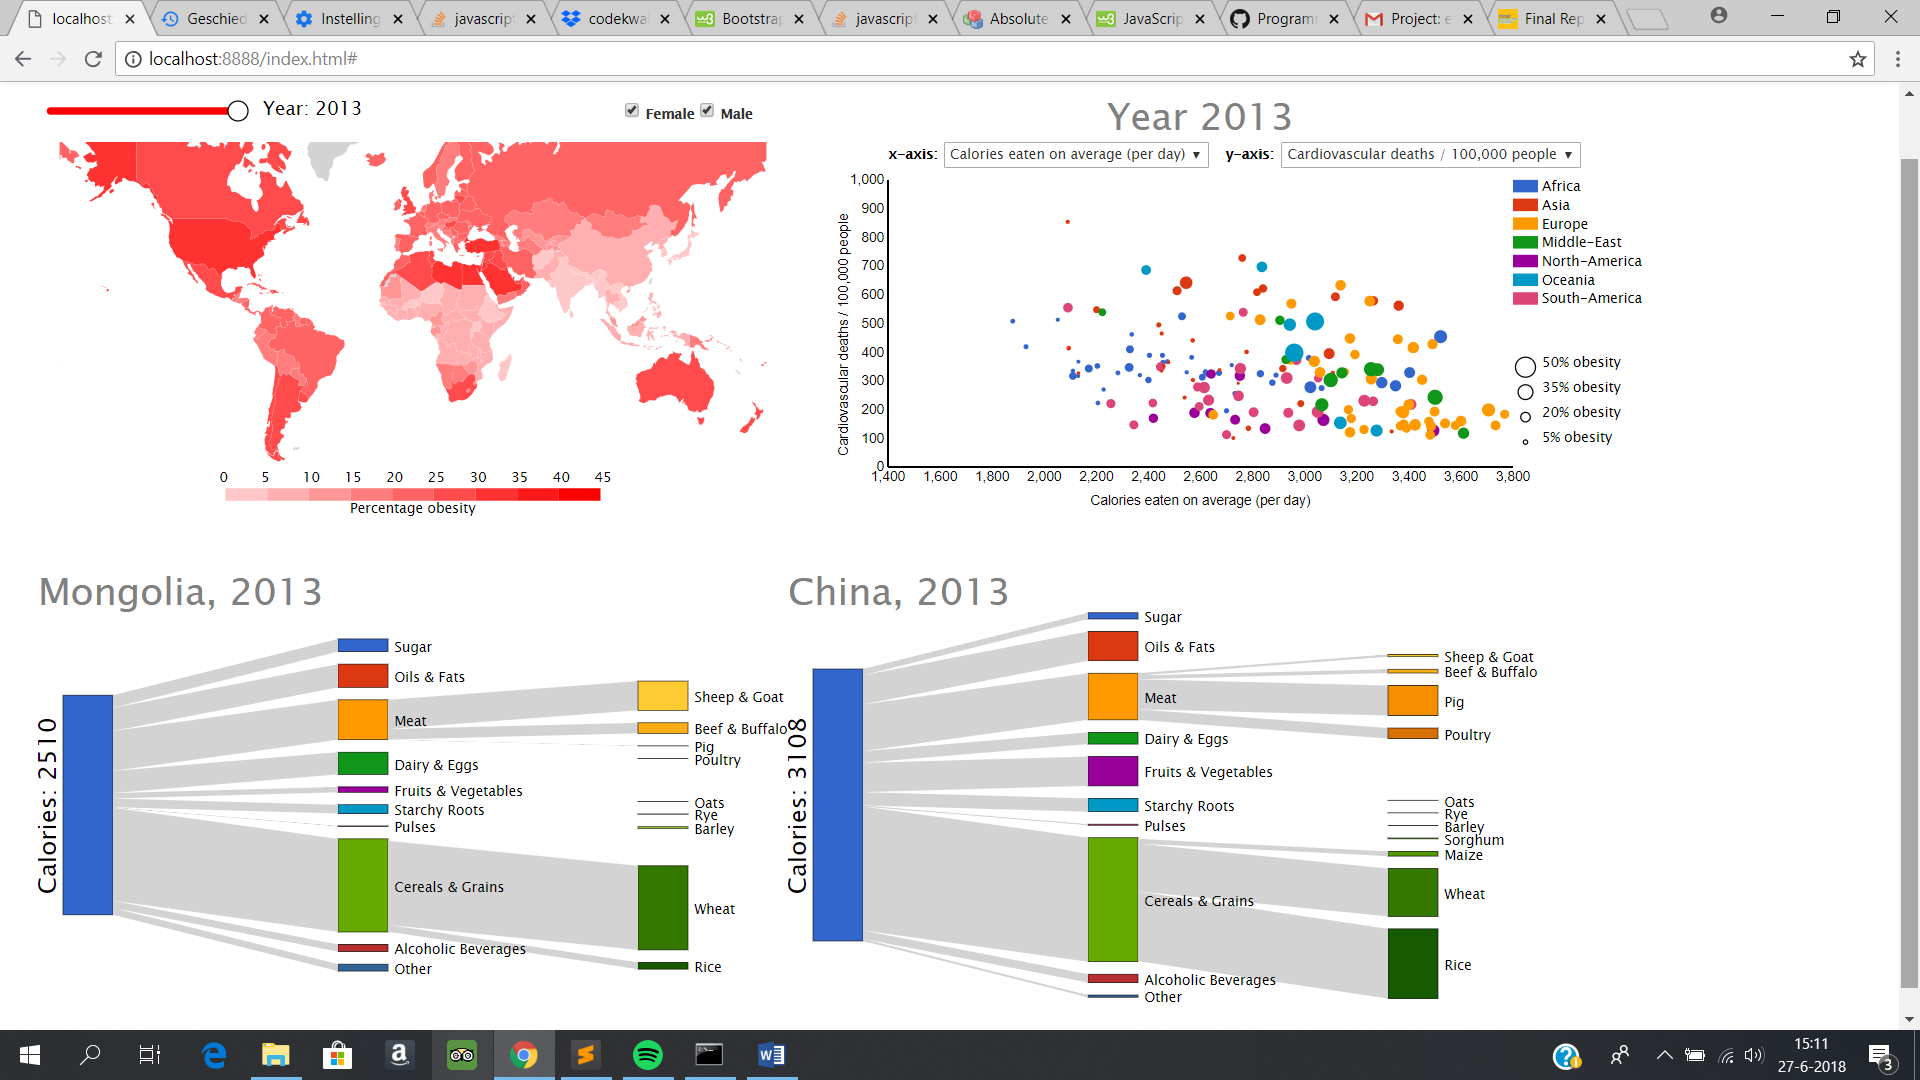 localhost:
Geschied
Instelling
javascript
codekwal
Bootstrap
javascript
Absolute
JavaScrip
Program
Project: e
Final Rep
localhost:8888/index.html#
Year: 2013
Female Male
0 5 10 15 20 25 30 35 40 45
Percentage obesity
Year 2013
x-axis: Calories eaten on average (per day) ▾ y-axis: Cardiovascular deaths / 100,000 people ▾
Cardiovascular deaths / 100,000 people
1,000
900
800
700
600
500
400
300
200
100
0
1,400 1,600 1,800 2,000 2,200 2,400 2,600 2,800 3,000 3,200 3,400 3,600 3,800
Calories eaten on average (per day)
Africa
Asia
Europe
Middle-East
North-America
Oceania
South-America
50% obesity
35% obesity
20% obesity
5% obesity
Mongolia, 2013
Calories: 2510
Sugar
Oils & Fats
Meat
Dairy & Eggs
Fruits & Vegetables
Starchy Roots
Pulses
Cereals & Grains
Alcoholic Beverages
Other
Sheep & Goat
Beef & Buffalo
Pig
Poultry
Oats
Rye
Barley
Wheat
Rice
China, 2013
Calories: 3108
Sugar
Oils & Fats
Meat
Dairy & Eggs
Fruits & Vegetables
Starchy Roots
Pulses
Cereals & Grains
Alcoholic Beverages
Other
Sheep & Goat
Beef & Buffalo
Pig
Poultry
Oats
Rye
Barley
Sorghum
Maize
Wheat
Rice
15:11
27-6-2018
3